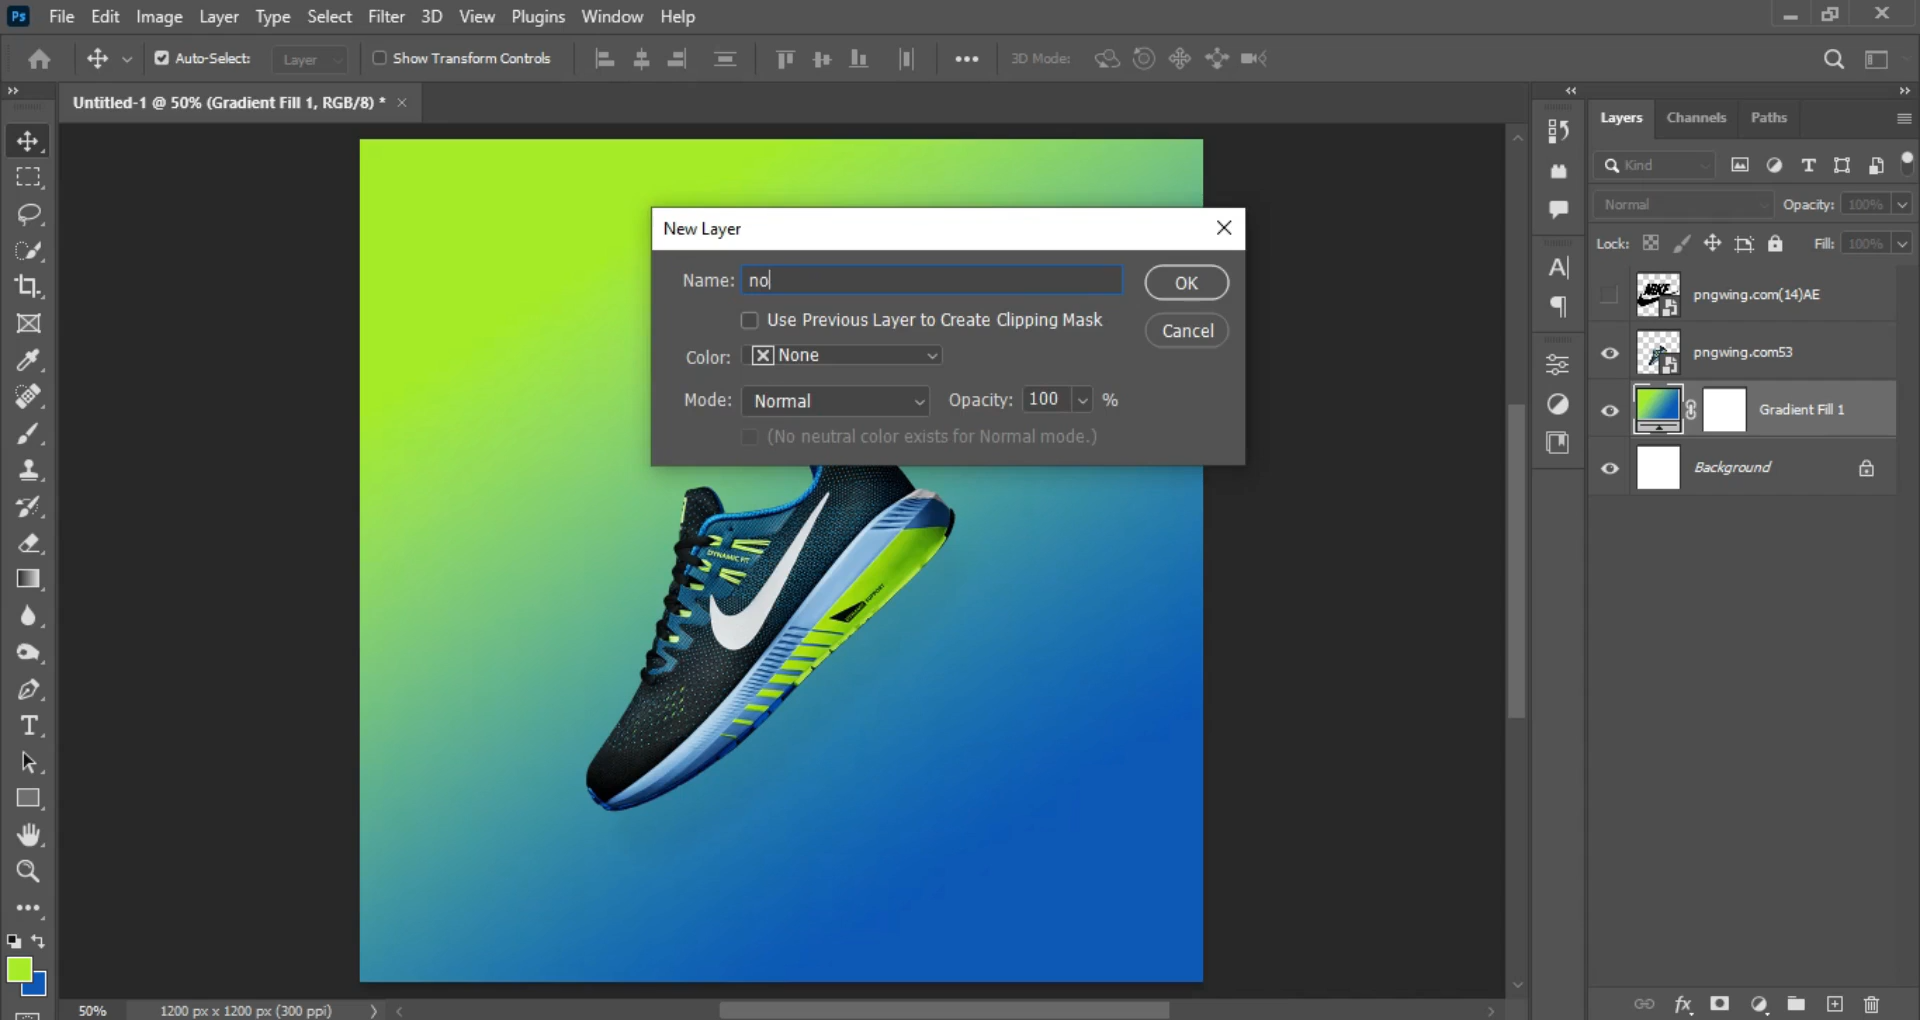 Ps File Edit Image Layer Type Select Filter 3D View Plugins Window Help
Auto-Select: Layer Show Transform Controls 3D Mode:
Untitled-1 @ 50% (Gradient Fill 1, RGB/8) *
Layers Channels Paths
Kind
Normal Opacity: 100%
Lock: Fill: 100%
New Layer
Name: no
OK
Use Previous Layer to Create Clipping Mask
Cancel
Color: None
Mode: Normal Opacity: 100 %
(No neutral color exists for Normal mode.)
NIKE
pngwing.com(14)AE
pngwing.com53
Gradient Fill 1
Background
DYNAMIC FIT
50% 1200 px x 1200 px (300 ppi)